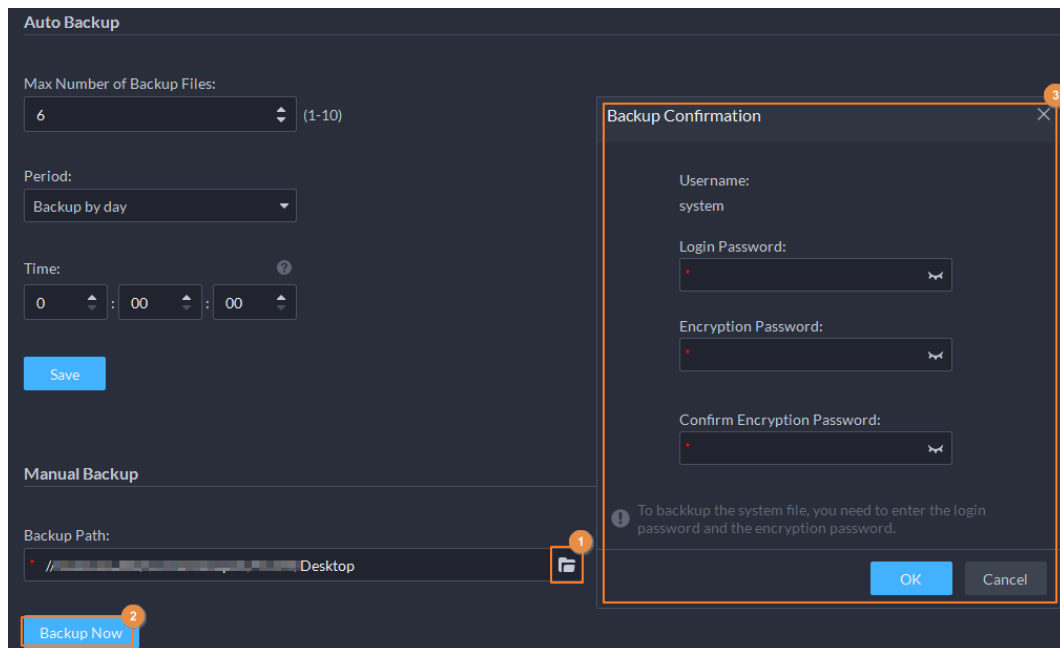 Auto Backup
Max Number of Backup Files:
6
(1-10)
Period:
Backup by day
Time:
?
0 : 00 : 00
Save
Manual Backup
Backup Path:
* // Desktop
1
2
Backup Now
3
Backup Confirmation
Username:
system
Login Password:
*
Encryption Password:
*
Confirm Encryption Password:
*
To backkup the system file, you need to enter the login
password and the encryption password.
OK
Cancel